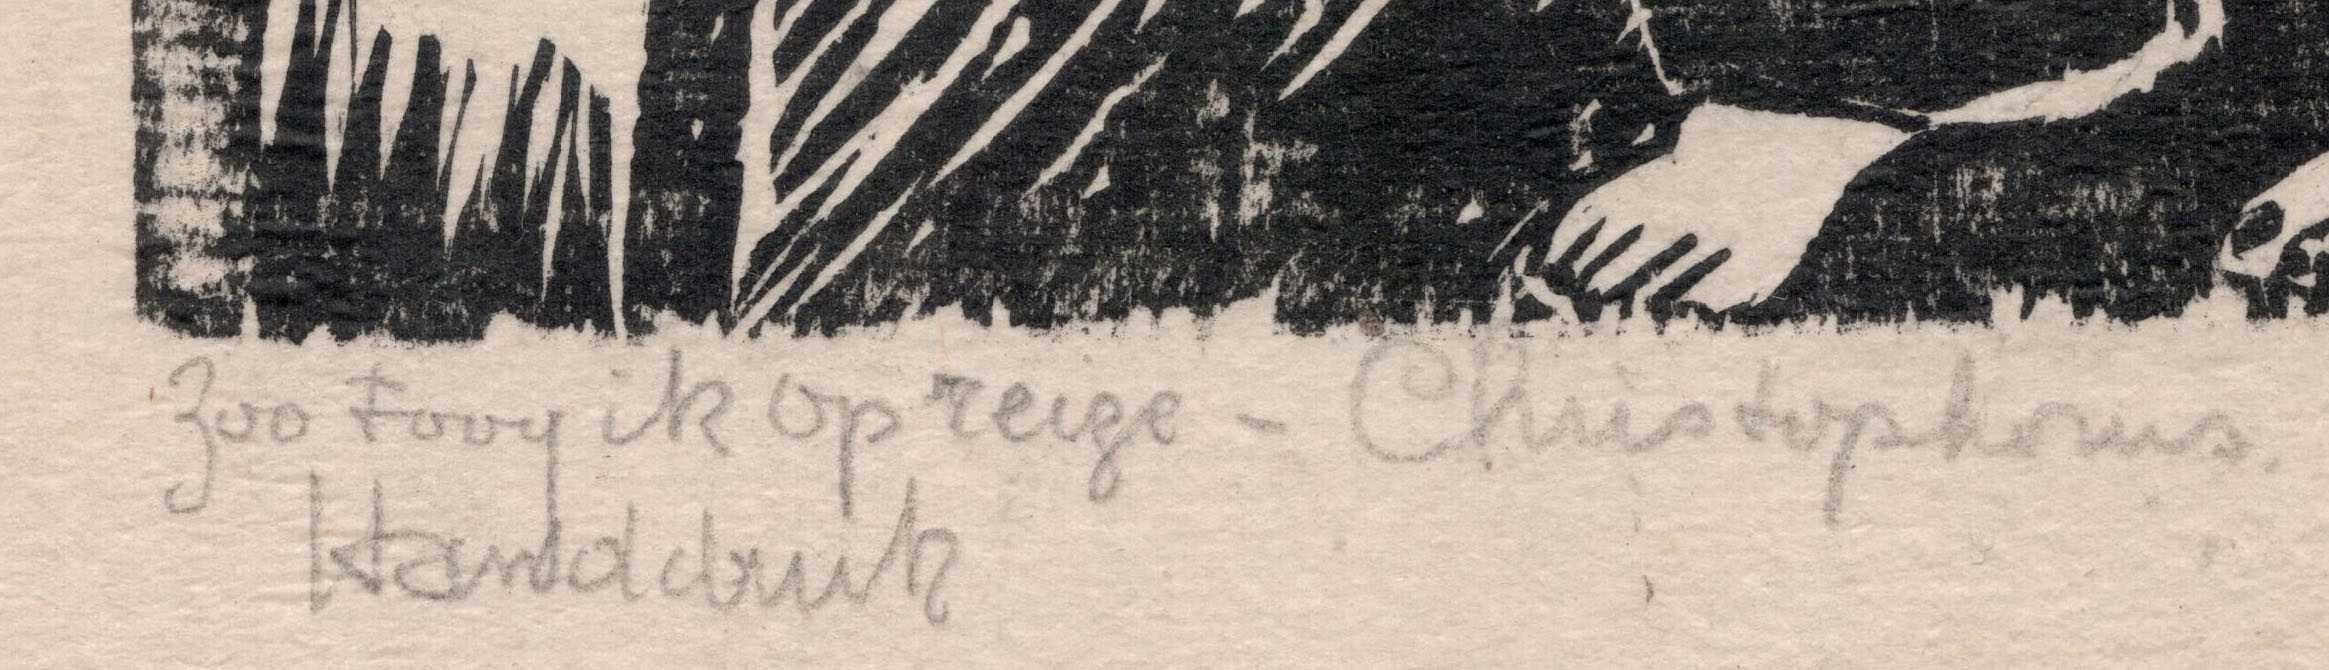 Zoo toog ik op reize - Christophorus.
Handdruk